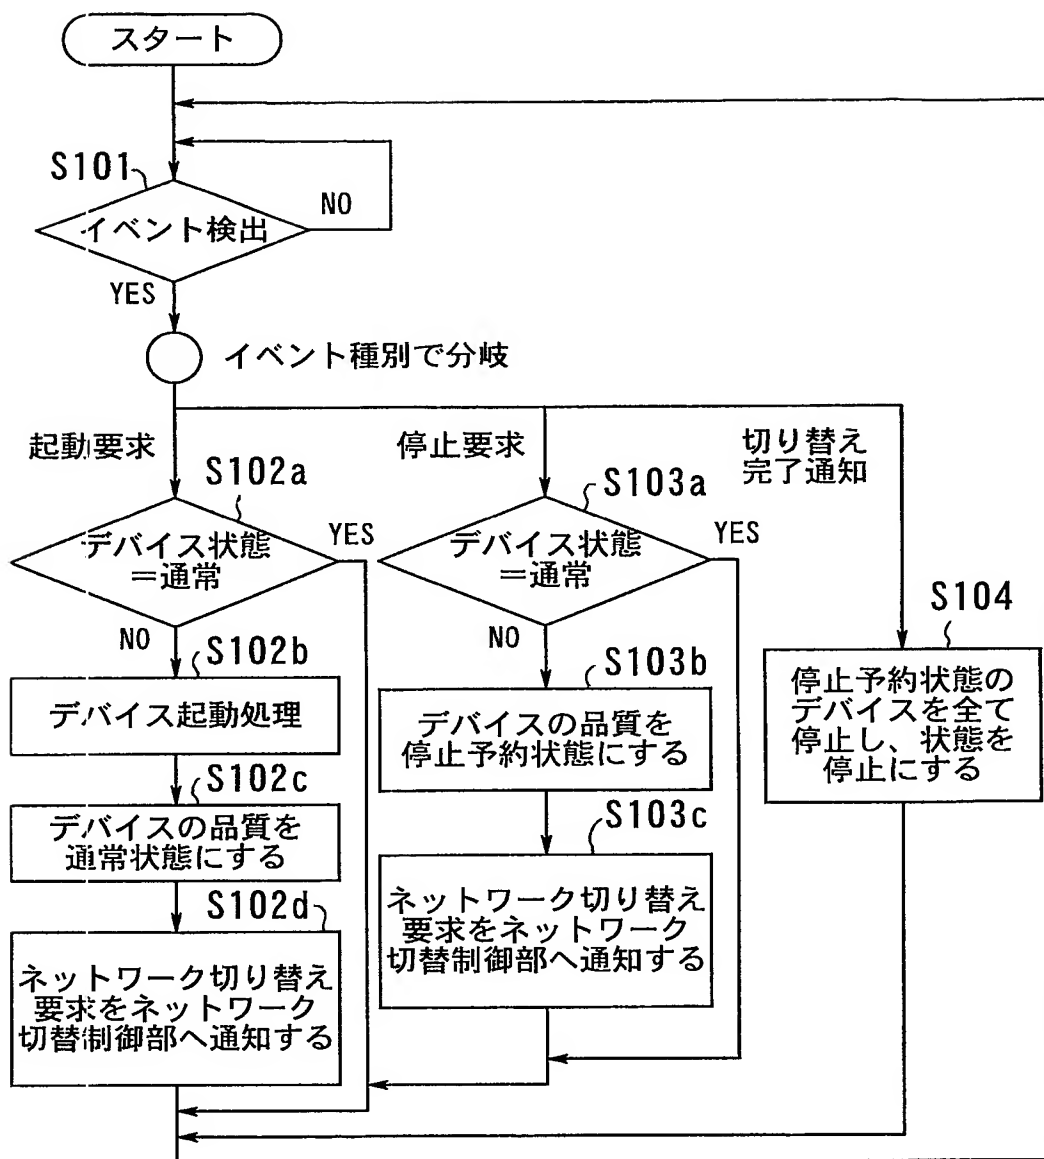 スタート
S101
イベント検出
NO
YES
イベント種別で分岐
起動要求
停止要求
切り替え
完了通知
S102a
デバイス状態
=通常
YES
NO
S103a
デバイス状態
=通常
YES
NO
S102b
デバイス起動処理
S102c
デバイスの品質を
通常状態にする
S102d
ネットワーク切り替え
要求をネットワーク
切替制御部へ通知する
S103b
デバイスの品質を
停止予約状態にする
S103c
ネットワーク切り替え
要求をネットワーク
切替制御部へ通知する
S104
停止予約状態の
デバイスを全て
停止し、状態を
停止にする